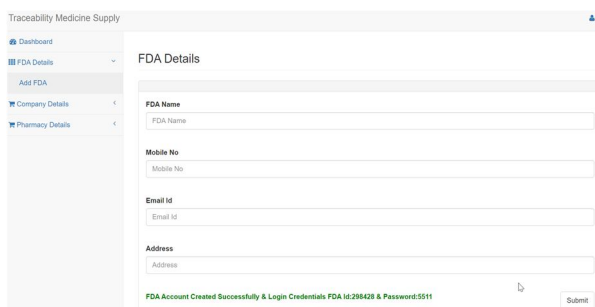 Traceability Medicine Supply
Dashboard
FDA Details
Add FDA
Company Details
Pharmacy Details
FDA Details
FDA Name
FDA Name
Mobile No
Mobile No
Email Id
Email Id
Address
Address
FDA Account Created Successfully & Login Credentials FDA Id:298428 & Password:5511
Submit